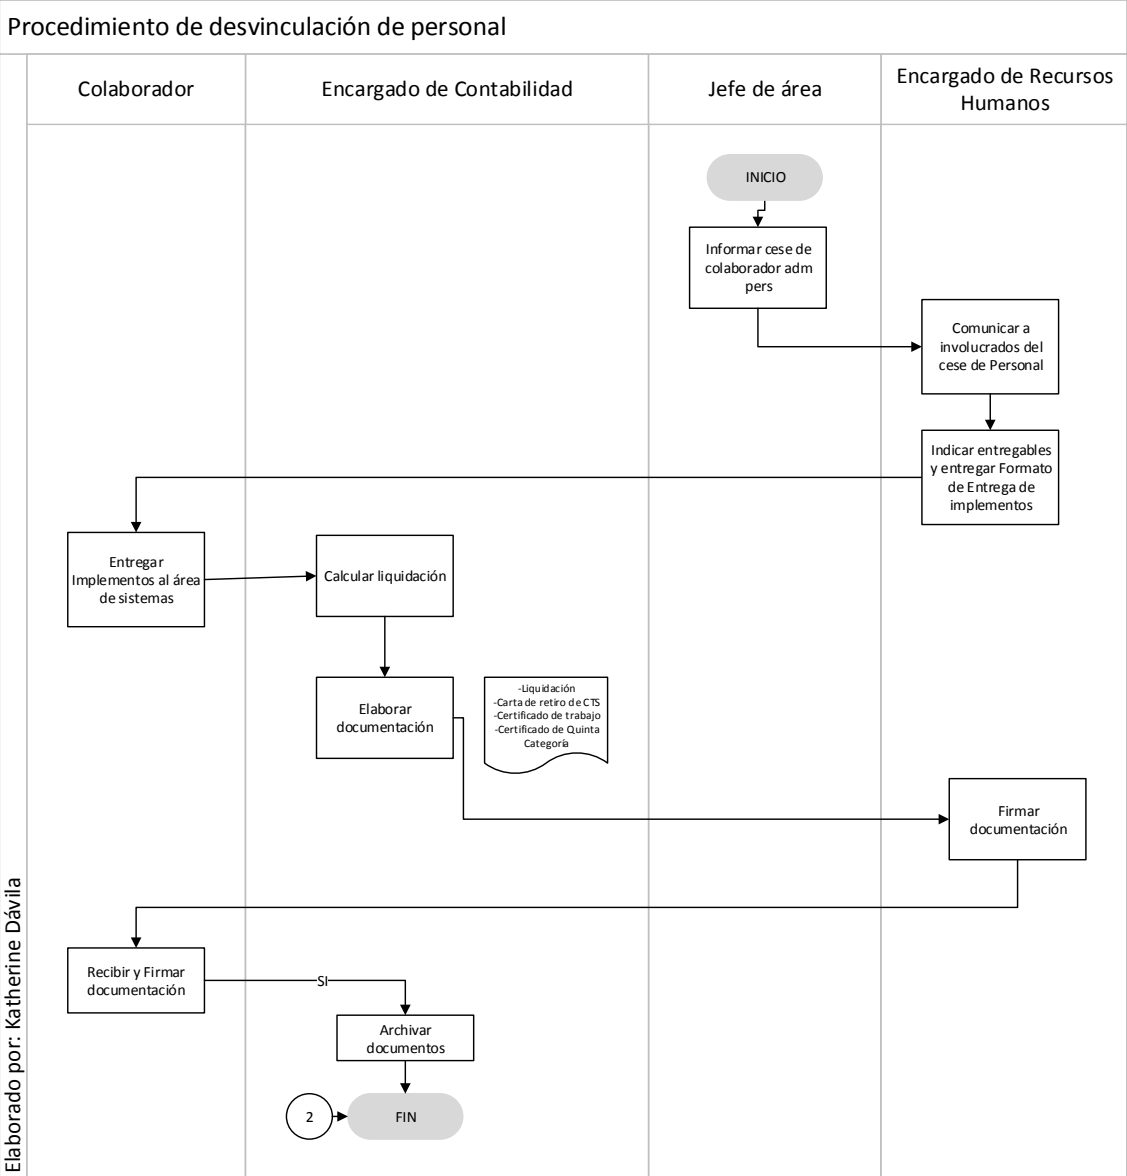 Procedimiento de desvinculación de personal
Colaborador
Encargado de Contabilidad
Jefe de área
Encargado de Recursos
Humanos
INICIO
Informar cese de
colaborador adm
pers
Comunicar a
involucrados del
cese de Personal
Indicar entregables
y entregar Formato
de Entrega de
implementos
Entregar
Implementos al área
de sistemas
Calcular liquidación
Elaborar
documentación
-Liquidación
-Carta de retiro de CTS
-Certificado de trabajo
-Certificado de Quinta
Categoría
Firmar
documentación
Recibir y Firmar
documentación
SI
Archivar
documentos
2
FIN
Elaborado por: Katherine Dávila